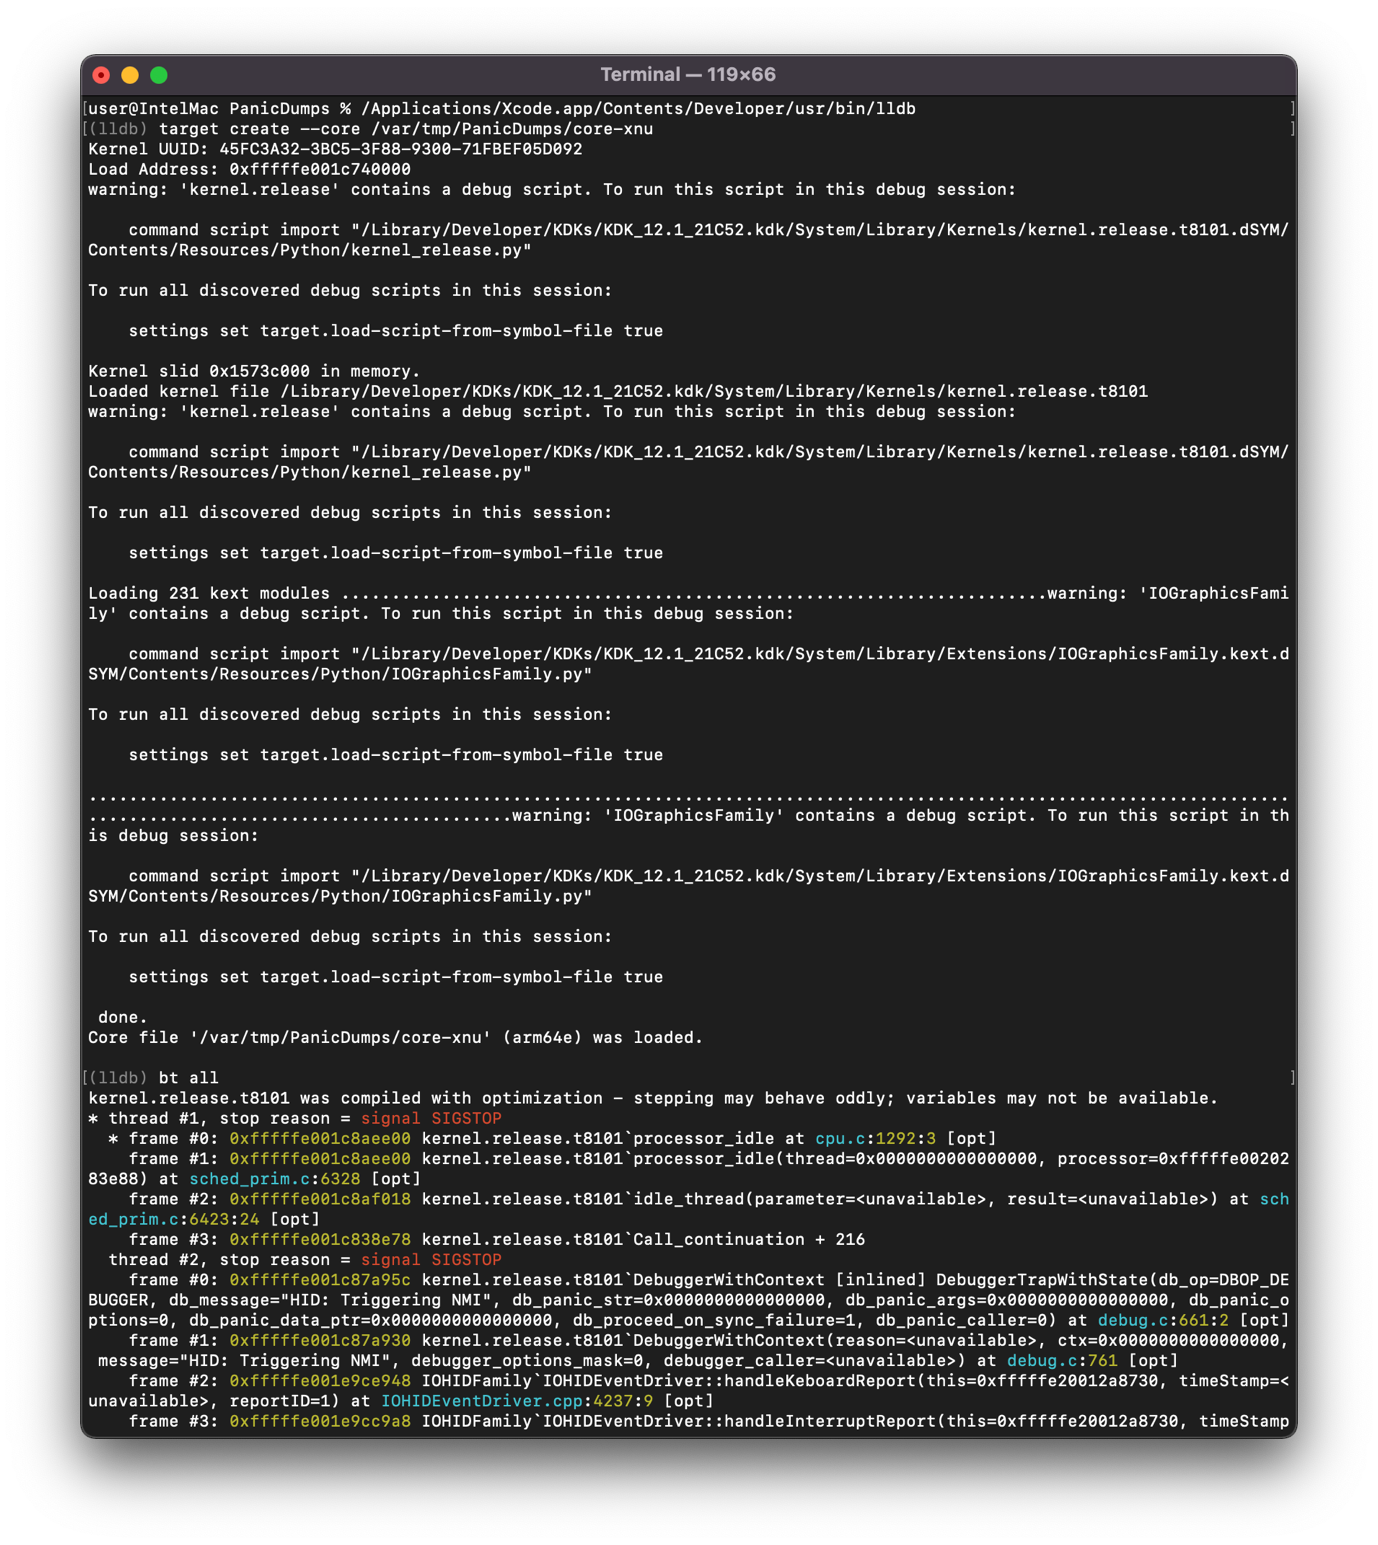 Terminal — 119×66
[user@IntelMac PanicDumps % /Applications/Xcode.app/Contents/Developer/usr/bin/lldb ]
[(lldb) target create --core /var/tmp/PanicDumps/core-xnu ]
Kernel UUID: 45FC3A32-3BC5-3F88-9300-71FBEF05D092
Load Address: 0xfffffe001c740000
warning: 'kernel.release' contains a debug script. To run this script in this debug session:
command script import "/Library/Developer/KDKs/KDK_12.1_21C52.kdk/System/Library/Kernels/kernel.release.t8101.dSYM/
Contents/Resources/Python/kernel_release.py"
To run all discovered debug scripts in this session:
settings set target.load-script-from-symbol-file true
Kernel slid 0x1573c000 in memory.
Loaded kernel file /Library/Developer/KDKs/KDK_12.1_21C52.kdk/System/Library/Kernels/kernel.release.t8101
warning: 'kernel.release' contains a debug script. To run this script in this debug session:
command script import "/Library/Developer/KDKs/KDK_12.1_21C52.kdk/System/Library/Kernels/kernel.release.t8101.dSYM/
Contents/Resources/Python/kernel_release.py"
To run all discovered debug scripts in this session:
settings set target.load-script-from-symbol-file true
Loading 231 kext modules ......................................................................warning: 'IOGraphicsFami
ly' contains a debug script. To run this script in this debug session:
command script import "/Library/Developer/KDKs/KDK_12.1_21C52.kdk/System/Library/Extensions/IOGraphicsFamily.kext.d
SYM/Contents/Resources/Python/IOGraphicsFamily.py"
To run all discovered debug scripts in this session:
settings set target.load-script-from-symbol-file true
.......................................................................................................................
..........................................warning: 'IOGraphicsFamily' contains a debug script. To run this script in th
is debug session:
command script import "/Library/Developer/KDKs/KDK_12.1_21C52.kdk/System/Library/Extensions/IOGraphicsFamily.kext.d
SYM/Contents/Resources/Python/IOGraphicsFamily.py"
To run all discovered debug scripts in this session:
settings set target.load-script-from-symbol-file true
done.
Core file '/var/tmp/PanicDumps/core-xnu' (arm64e) was loaded.
[(lldb) bt all ]
kernel.release.t8101 was compiled with optimization - stepping may behave oddly; variables may not be available.
* thread #1, stop reason = signal SIGSTOP
* frame #0: 0xfffffe001c8aee00 kernel.release.t8101`processor_idle at cpu.c:1292:3 [opt]
frame #1: 0xfffffe001c8aee00 kernel.release.t8101`processor_idle(thread=0x0000000000000000, processor=0xfffffe00202
83e88) at sched_prim.c:6328 [opt]
frame #2: 0xfffffe001c8af018 kernel.release.t8101`idle_thread(parameter=<unavailable>, result=<unavailable>) at sch
ed_prim.c:6423:24 [opt]
frame #3: 0xfffffe001c838e78 kernel.release.t8101`Call_continuation + 216
thread #2, stop reason = signal SIGSTOP
frame #0: 0xfffffe001c87a95c kernel.release.t8101`DebuggerWithContext [inlined] DebuggerTrapWithState(db_op=DBOP_DE
BUGGER, db_message="HID: Triggering NMI", db_panic_str=0x0000000000000000, db_panic_args=0x0000000000000000, db_panic_o
ptions=0, db_panic_data_ptr=0x0000000000000000, db_proceed_on_sync_failure=1, db_panic_caller=0) at debug.c:661:2 [opt]
frame #1: 0xfffffe001c87a930 kernel.release.t8101`DebuggerWithContext(reason=<unavailable>, ctx=0x0000000000000000,
message="HID: Triggering NMI", debugger_options_mask=0, debugger_caller=<unavailable>) at debug.c:761 [opt]
frame #2: 0xfffffe001e9ce948 IOHIDFamily`IOHIDEventDriver::handleKeboardReport(this=0xfffffe20012a8730, timeStamp=<
unavailable>, reportID=1) at IOHIDEventDriver.cpp:4237:9 [opt]
frame #3: 0xfffffe001e9cc9a8 IOHIDFamily`IOHIDEventDriver::handleInterruptReport(this=0xfffffe20012a8730, timeStamp